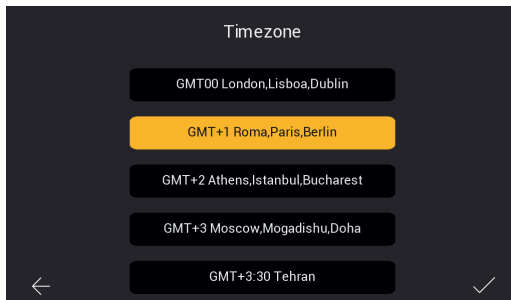 Timezone
GMT00 London,Lisboa,Dublin
GMT+1 Roma,Paris,Berlin
GMT+2 Athens,Istanbul,Bucharest
GMT+3 Moscow,Mogadishu,Doha
GMT+3:30 Tehran